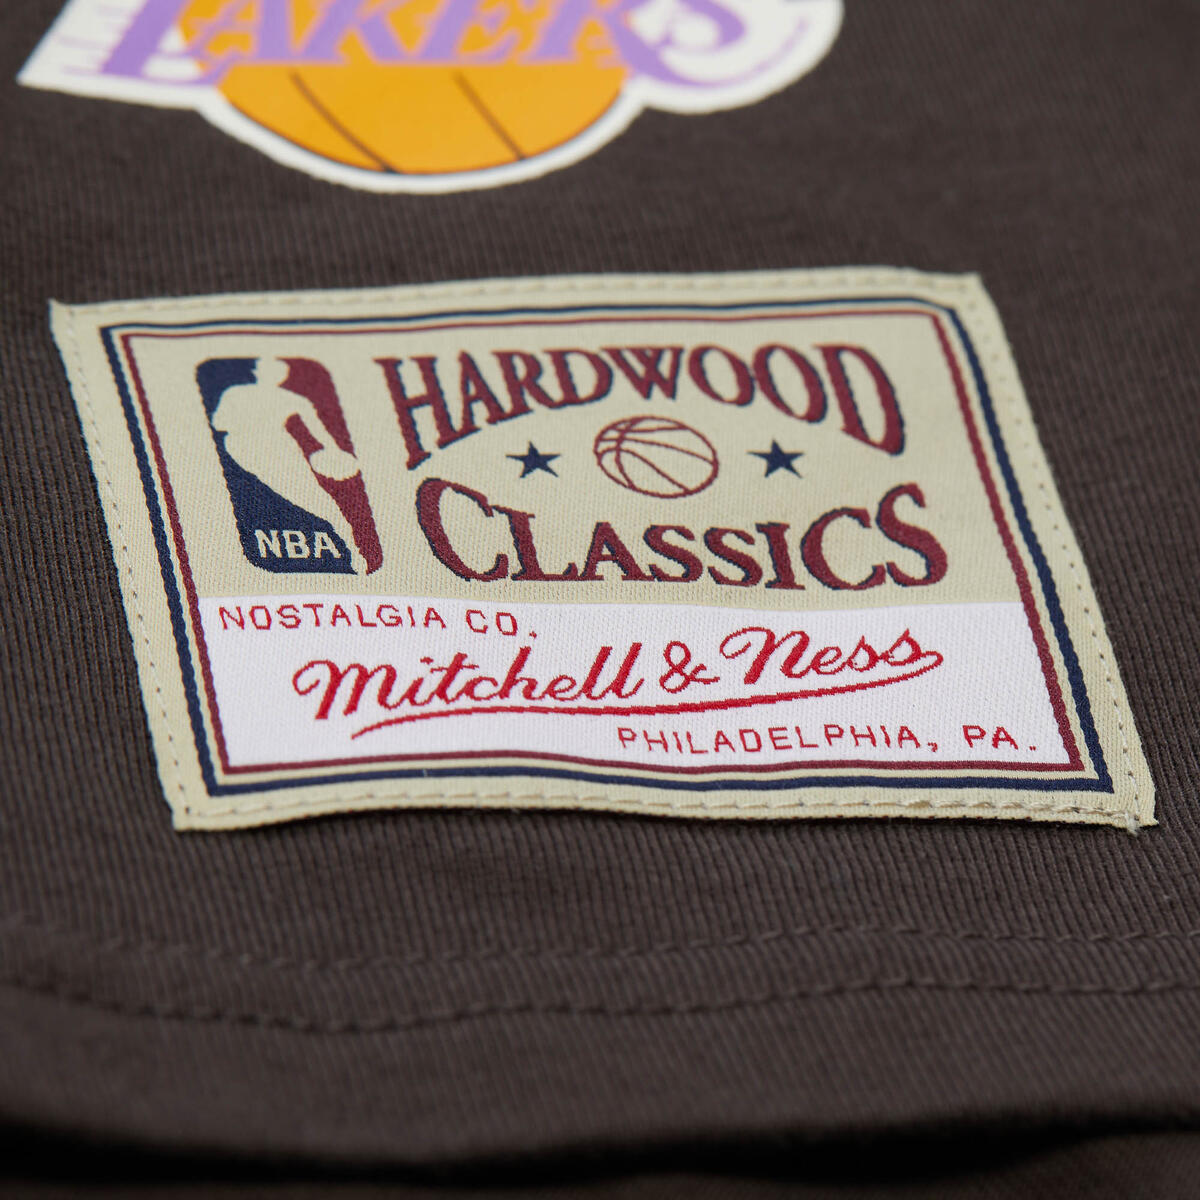 LAKERS
HARDWOOD
CLASSICS
NBA
NOSTALGIA CO.
Mitchell & Ness
PHILADELPHIA, PA.